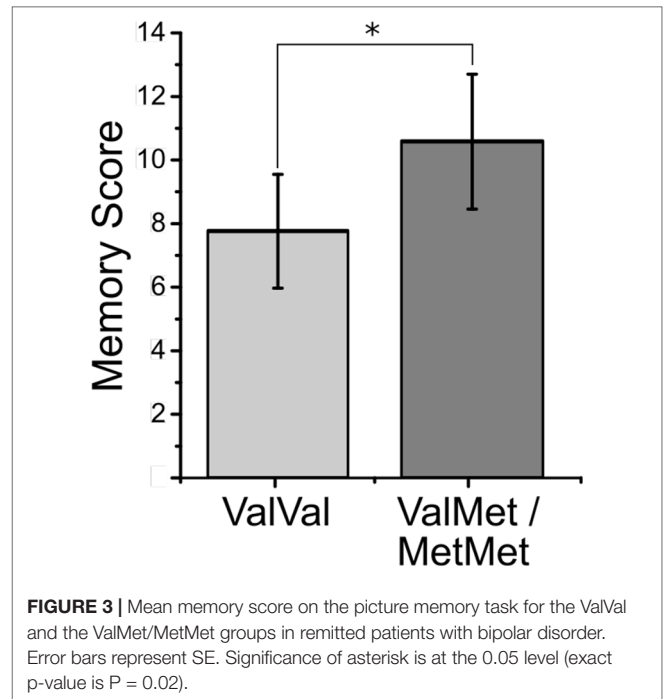 14
*
12
10
8
6
4
2
Memory Score
ValVal
ValMet /
MetMet
FIGURE 3 | Mean memory score on the picture memory task for the ValVal
and the ValMet/MetMet groups in remitted patients with bipolar disorder.
Error bars represent SE. Significance of asterisk is at the 0.05 level (exact
p-value is P = 0.02).